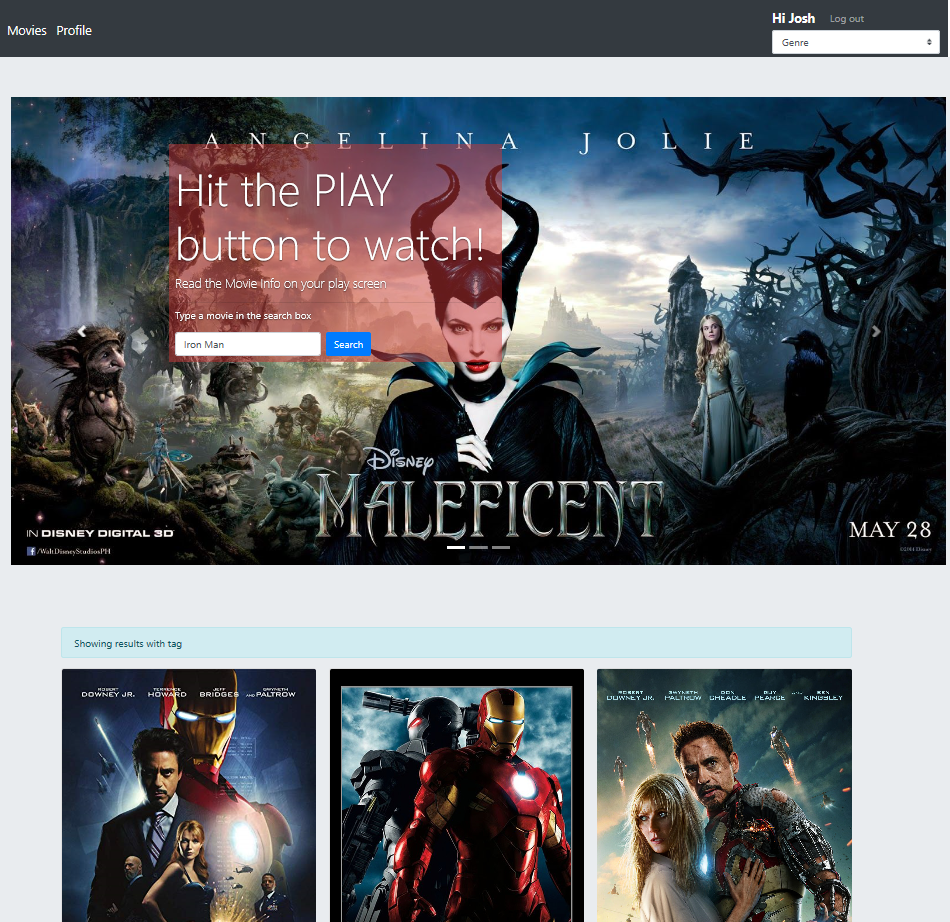 Movies Profile
Hi Josh Log out
Genre
ANGELINA JOLIE
Hit the PlAY
button to watch!
Read the Movie Info on your play screen
Type a movie in the search box
Iron Man Search
Disney
MALEFICENT
IN DISNEY DIGITAL 3D
f /WaltDisneyStudiosPH
MAY 28
©2014 Disney
Showing results with tag
ROBERT DOWNEY JR. TERRENCE HOWARD JEFF BRIDGES AND GWYNETH PALTROW
ROBERT DOWNEY JR. GWYNETH PALTROW DON CHEADLE GUY PEARCE BEN KINGSLEY